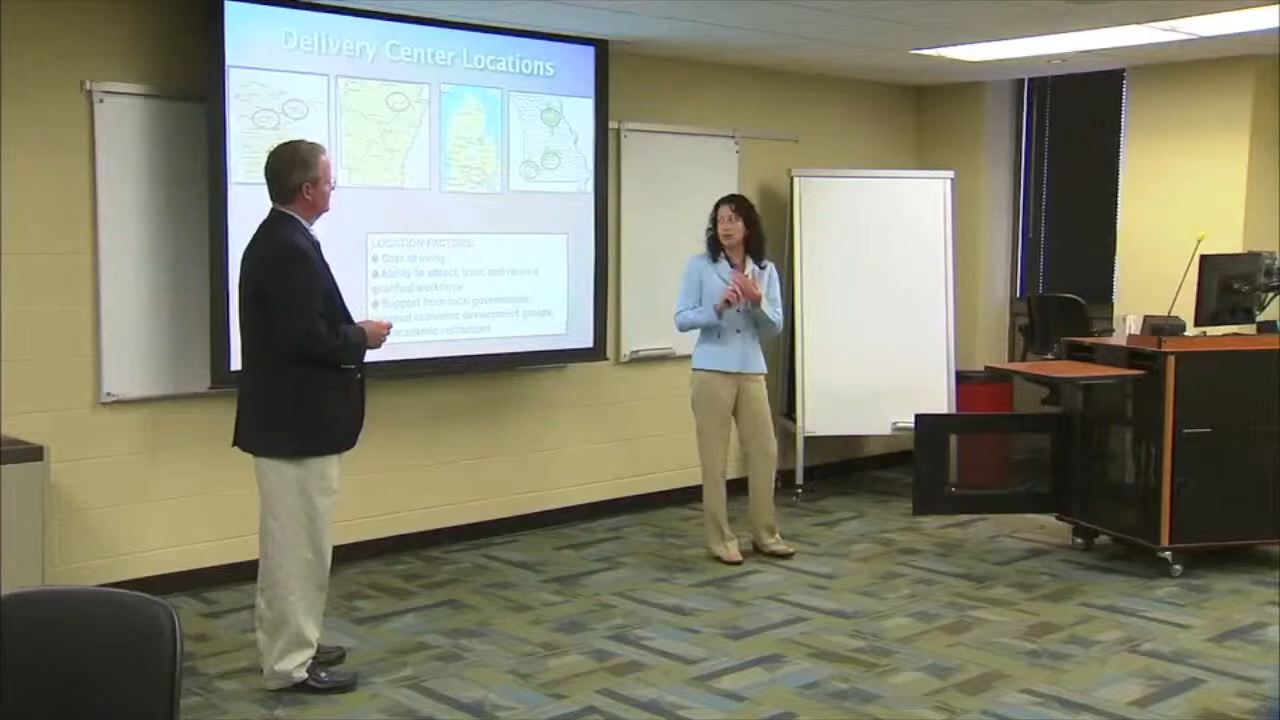 Delivery Center Locations
LOCATION FACTORS:
Cost of living
Ability to attract, train, and retain a
qualified workforce
Support from local government,
economic development groups,
academic institutions